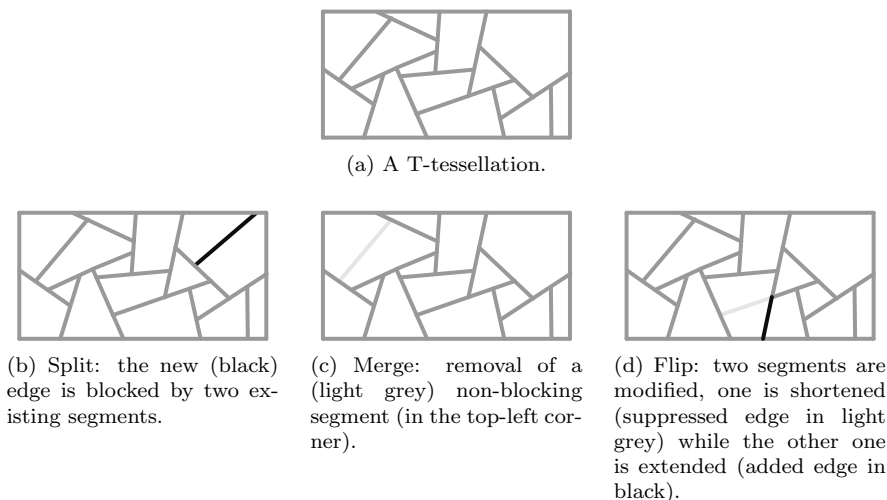 (a) A T-tessellation.
(b) Split: the new (black)
edge is blocked by two ex-
isting segments.
(c) Merge: removal of a
(light grey) non-blocking
segment (in the top-left cor-
ner).
(d) Flip: two segments are
modified, one is shortened
(suppressed edge in light
grey) while the other one
is extended (added edge in
black).